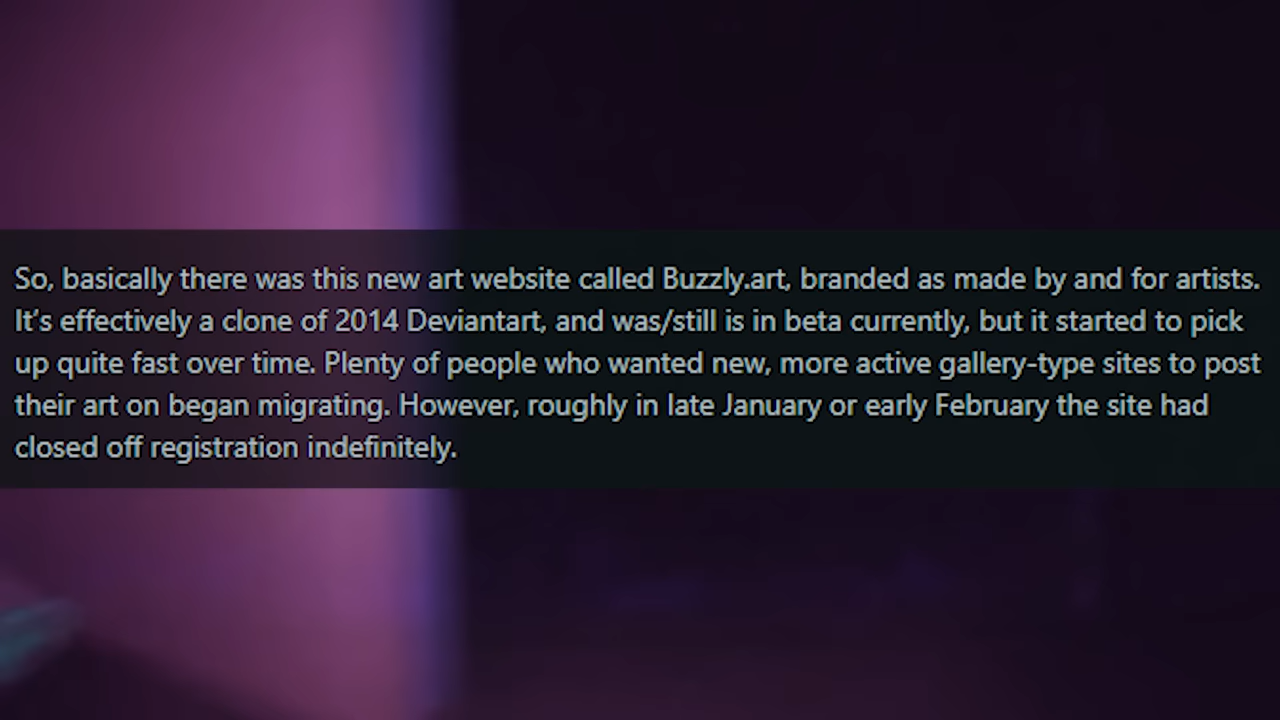 So, basically there was this new art website called Buzzly.art, branded as made by and for artists.
It’s effectively a clone of 2014 Deviantart, and was/still is in beta currently, but it started to pick
up quite fast over time. Plenty of people who wanted new, more active gallery-type sites to post
their art on began migrating. However, roughly in late January or early February the site had
closed off registration indefinitely.